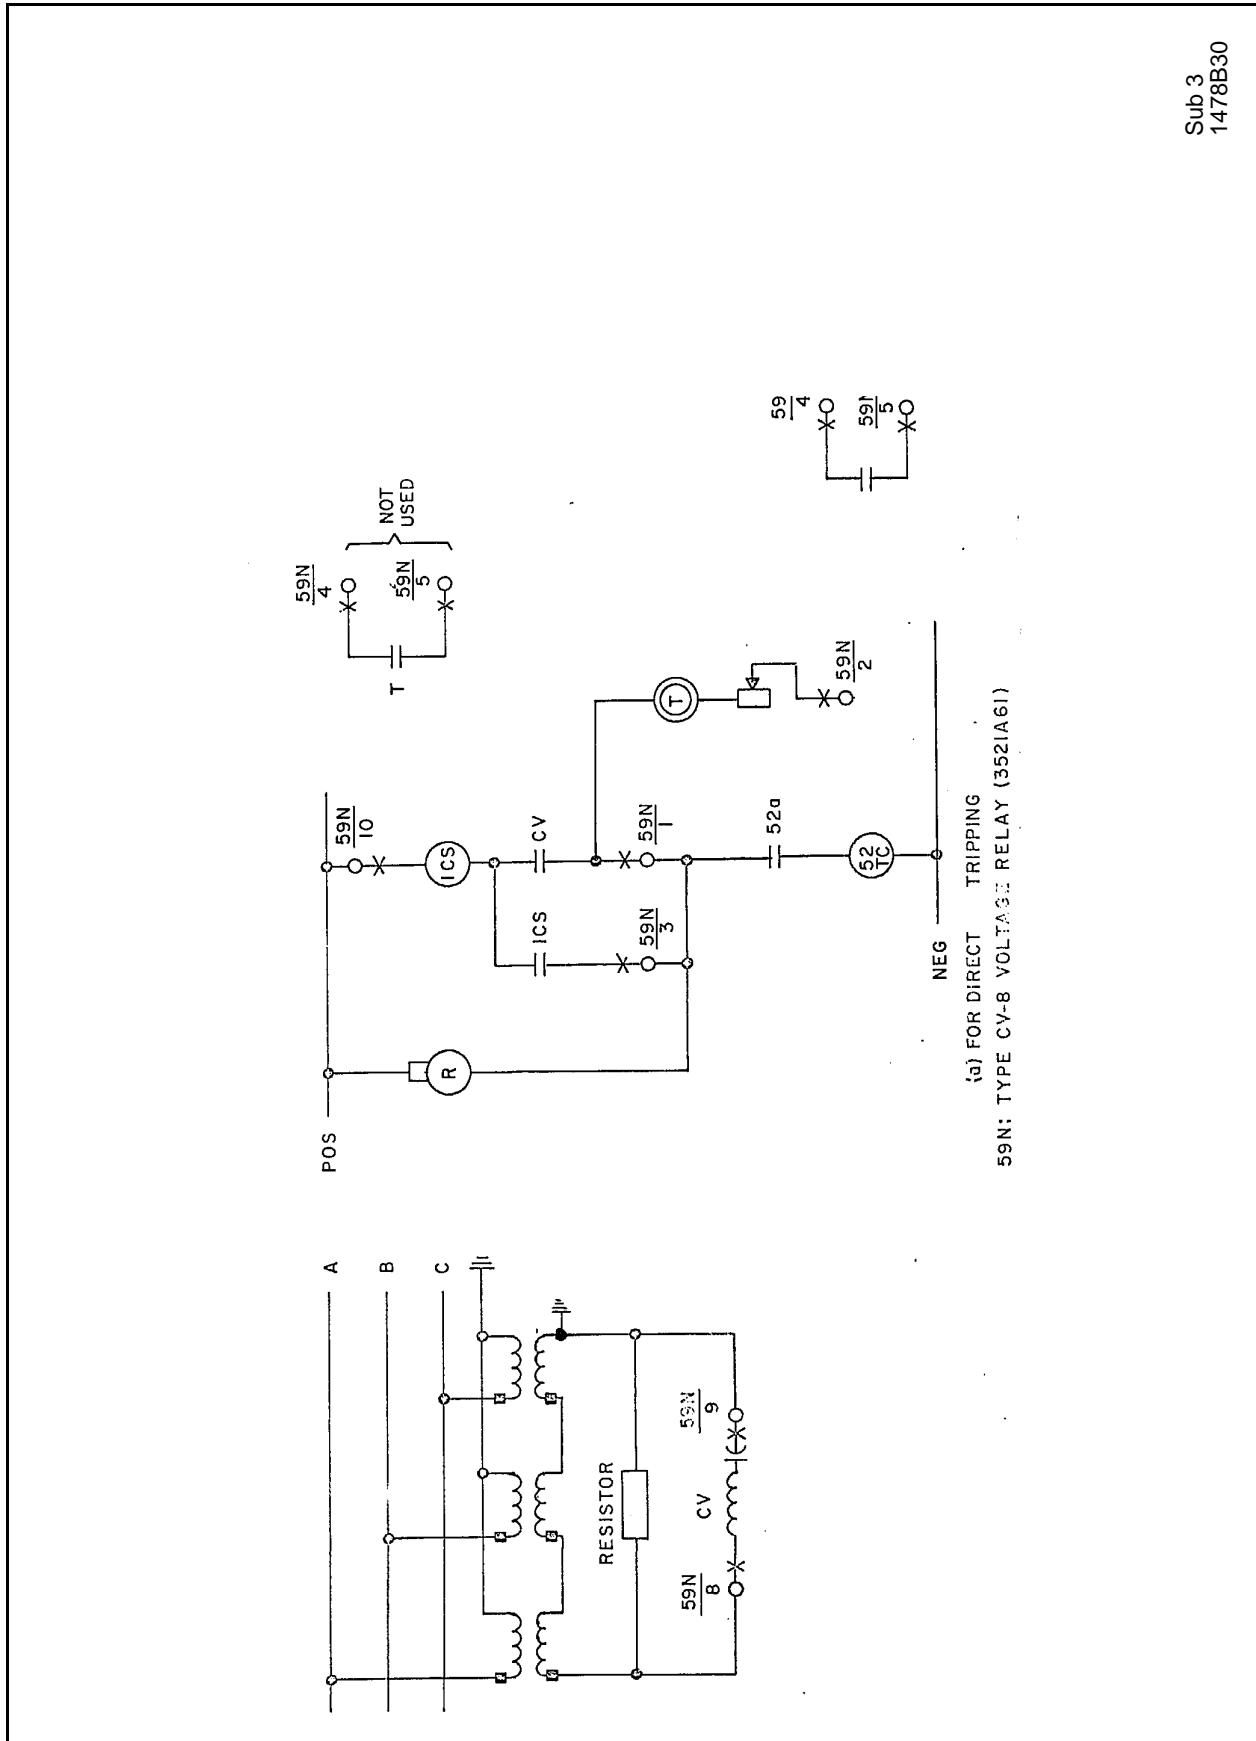 Sub 3
1478B30
A
B
C
RESISTOR
59N
8
CV
59N
9
POS
R
59N
10
ICS
ICS
CV
59N
3
59N
1
52a
52
TC
NEG
T
59N
2
T
59N
4
59N
5
NOT
USED
59
4
59N
5
(a) FOR DIRECT TRIPPING
59N: TYPE CV-8 VOLTAGE RELAY (3521A61)